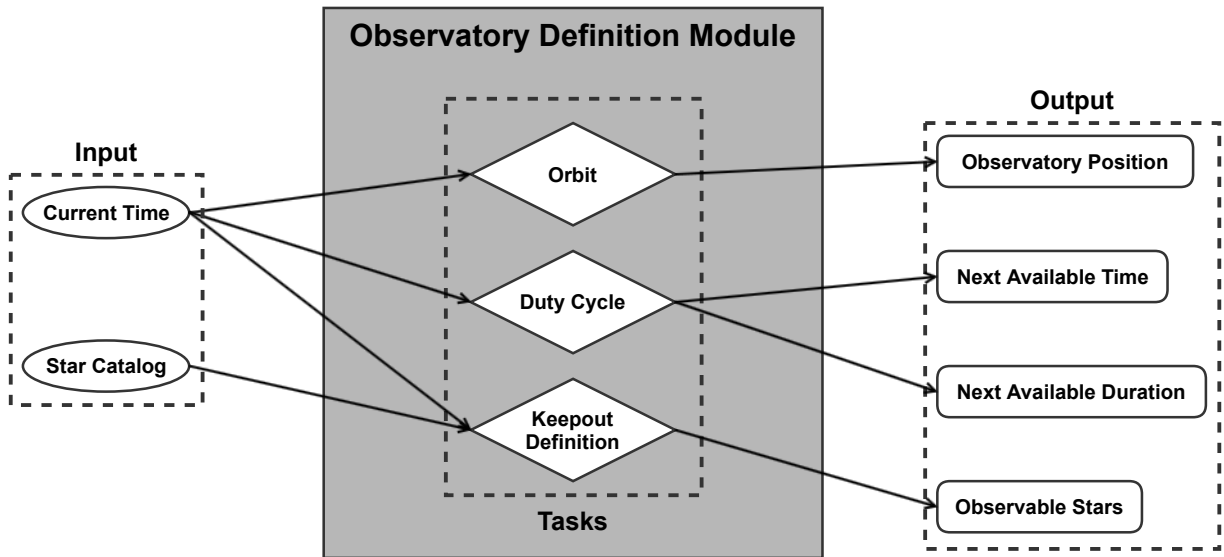 Observatory Definition Module
Input
Current Time
Star Catalog
Orbit
Duty Cycle
Keepout
Definition
Tasks
Output
Observatory Position
Next Available Time
Next Available Duration
Observable Stars